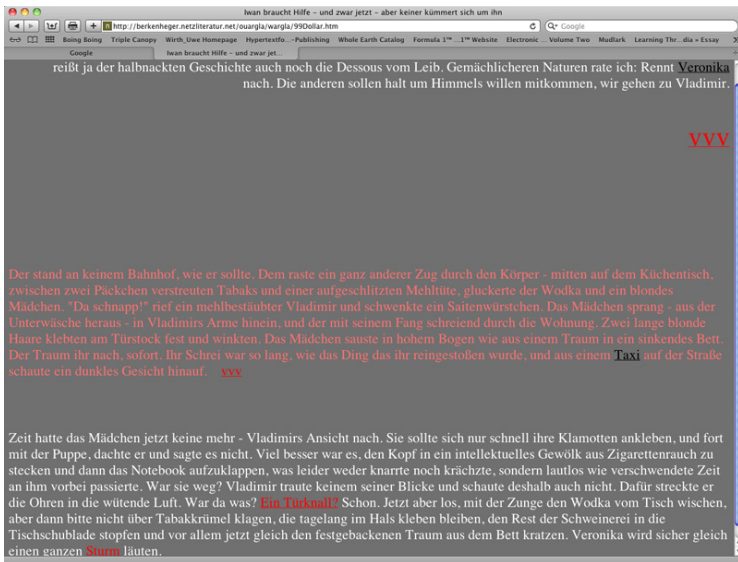 Iwan braucht Hilfe – und zwar jetzt – aber keiner kümmert sich um ihn
http://berkenheger.netzliteratur.net/ouargla/wargla/99Dollar.htm
Google
Boing Boing Triple Canopy Wirth_Uwe Homepage Hypertextfo...-Publishing Whole Earth Catalog Formula 1™ ...1™ Website Electronic ... Volume Two Mudlark Learning Thr...dia » Essay
Google Iwan braucht Hilfe – und zwar jet...
reißt ja der halbnackten Geschichte auch noch die Dessous vom Leib. Gemächlicheren Naturen rate ich: Rennt Veronika
nach. Die anderen sollen halt um Himmels willen mitkommen, wir gehen zu Vladimir.
VVV
Der stand an keinem Bahnhof, wie er sollte. Dem raste ein ganz anderer Zug durch den Körper - mitten auf dem Küchentisch,
zwischen zwei Päckchen verstreuten Tabaks und einer aufgeschlitzten Mehltüte, gluckerte der Wodka und ein blondes
Mädchen. "Da schnapp!" rief ein mehlbestäubter Vladimir und schwenkte ein Saitenwürstchen. Das Mädchen sprang - aus der
Unterwäsche heraus - in Vladimirs Arme hinein, und der mit seinem Fang schreiend durch die Wohnung. Zwei lange blonde
Haare klebten am Türstock fest und winkten. Das Mädchen sauste in hohem Bogen wie aus einem Traum in ein sinkendes Bett.
Der Traum ihr nach, sofort. Ihr Schrei war so lang, wie das Ding das ihr reingestoßen wurde, und aus einem Taxi auf der Straße
schaute ein dunkles Gesicht hinauf. vvv
Zeit hatte das Mädchen jetzt keine mehr - Vladimirs Ansicht nach. Sie sollte sich nur schnell ihre Klamotten ankleben, und fort
mit der Puppe, dachte er und sagte es nicht. Viel besser war es, den Kopf in ein intellektuelles Gewölk aus Zigarettenrauch zu
stecken und dann das Notebook aufzuklappen, was leider weder knarrte noch krächzte, sondern lautlos wie verschwendete Zeit
an ihm vorbei passierte. War sie weg? Vladimir traute keinem seiner Blicke und schaute deshalb auch nicht. Dafür streckte er
die Ohren in die wütende Luft. War da was? Ein Türknall? Schon. Jetzt aber los, mit der Zunge den Wodka vom Tisch wischen,
aber dann bitte nicht über Tabakkrümel klagen, die tagelang im Hals kleben bleiben, den Rest der Schweinerei in die
Tischschublade stopfen und vor allem jetzt gleich den festgebackenen Traum aus dem Bett kratzen. Veronika wird sicher gleich
einen ganzen Sturm läuten.